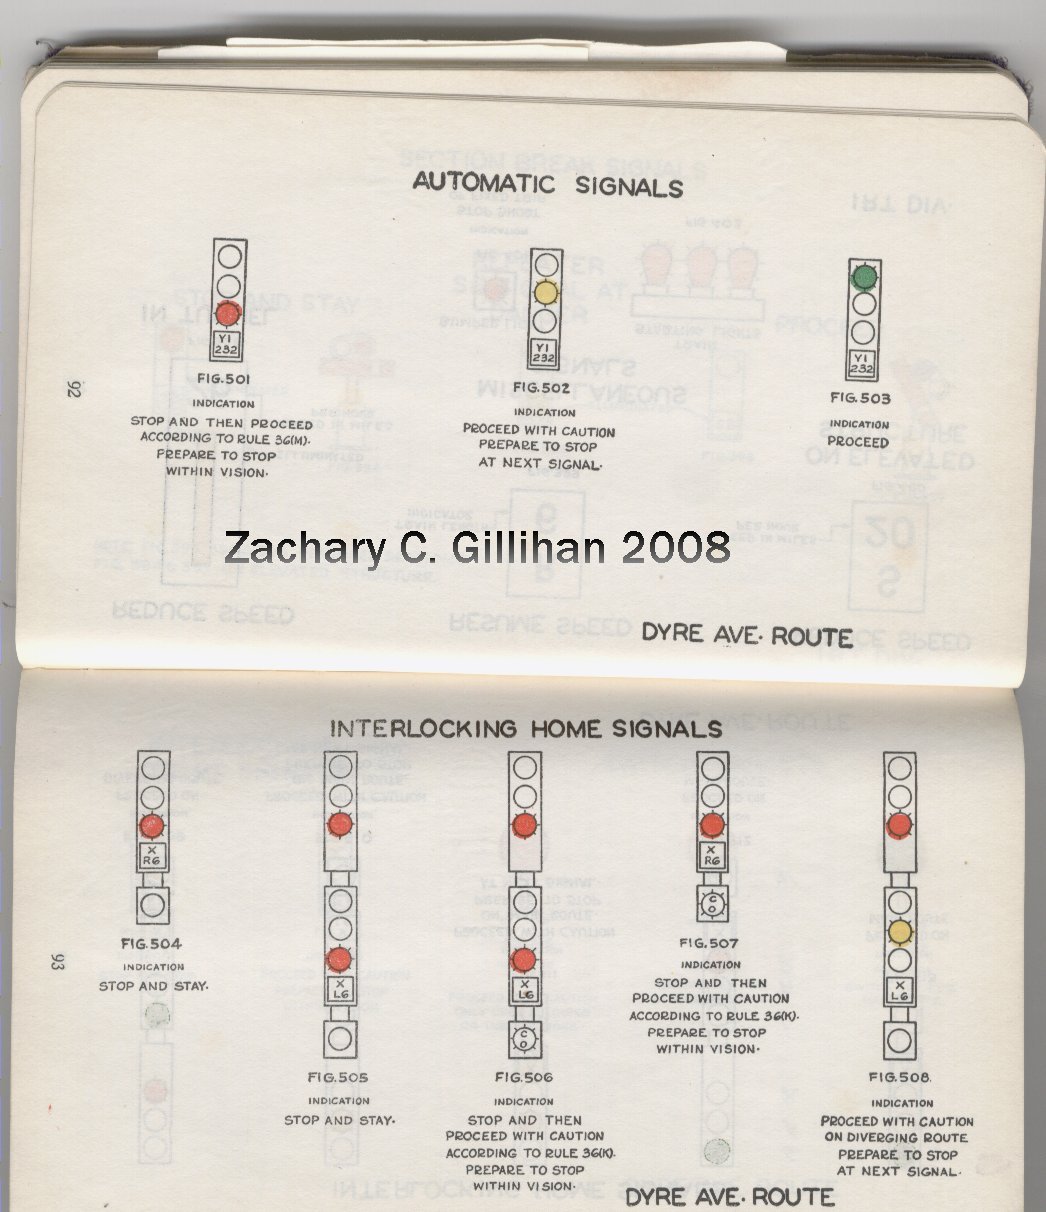 AUTOMATIC SIGNALS
Y1
232
FIG.501
INDICATION
STOP AND THEN PROCEED
ACCORDING TO RULE 36(M).
PREPARE TO STOP
WITHIN VISION.
Y1
232
FIG.502
INDICATION
PROCEED WITH CAUTION
PREPARE TO STOP
AT NEXT SIGNAL.
Y1
232
FIG.503
INDICATION
PROCEED
92
Zachary C. Gillihan 2008
DYRE AVE. ROUTE
INTERLOCKING HOME SIGNALS
X
R6
FIG.504
INDICATION
STOP AND STAY.
X
L6
FIG.505
INDICATION
STOP AND STAY.
X
L6
C
O
FIG.506
INDICATION
STOP AND THEN
PROCEED WITH CAUTION
ACCORDING TO RULE 36(K).
PREPARE TO STOP
WITHIN VISION.
X
R6
C
O
FIG.507
INDICATION
STOP AND THEN
PROCEED WITH CAUTION
ACCORDING TO RULE 36(K).
PREPARE TO STOP
WITHIN VISION.
X
L6
FIG.508.
INDICATION
PROCEED WITH CAUTION
ON DIVERGING ROUTE
PREPARE TO STOP
AT NEXT SIGNAL.
93
DYRE AVE. ROUTE